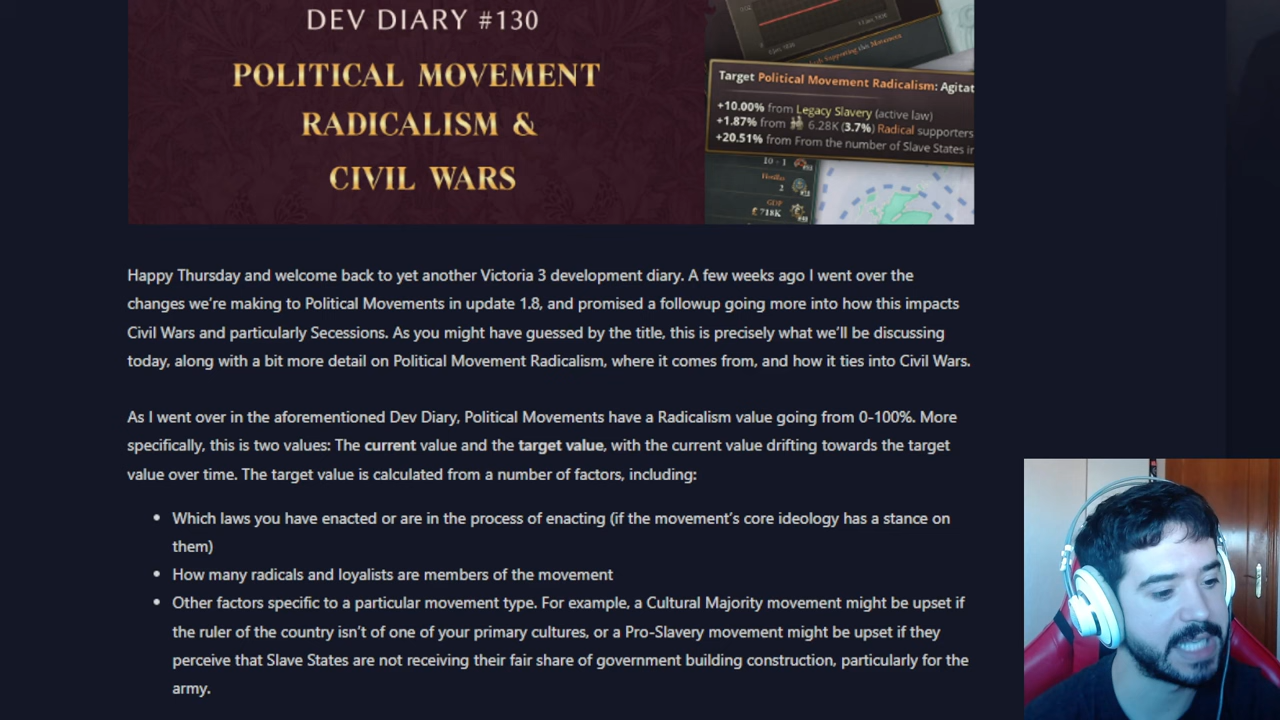 DEV DIARY #130
POLITICAL MOVEMENT
RADICALISM &
CIVIL WARS
Target Political Movement Radicalism: Agitat
+10.00% from Legacy Slavery (active law)
+1.87% from 6.28K (3.7%) Radical supporters
+20.51% from From the number of Slave States in
10 - 1
2
GDP
£ 718K
Happy Thursday and welcome back to yet another Victoria 3 development diary. A few weeks ago I went over the
changes we're making to Political Movements in update 1.8, and promised a followup going more into how this impacts
Civil Wars and particularly Secessions. As you might have guessed by the title, this is precisely what we'll be discussing
today, along with a bit more detail on Political Movement Radicalism, where it comes from, and how it ties into Civil Wars.
As I went over in the aforementioned Dev Diary, Political Movements have a Radicalism value going from 0-100%. More
specifically, this is two values: The current value and the target value, with the current value drifting towards the target
value over time. The target value is calculated from a number of factors, including:
• Which laws you have enacted or are in the process of enacting (if the movement's core ideology has a stance on
them)
• How many radicals and loyalists are members of the movement
• Other factors specific to a particular movement type. For example, a Cultural Majority movement might be upset if
the ruler of the country isn't of one of your primary cultures, or a Pro-Slavery movement might be upset if they
perceive that Slave States are not receiving their fair share of government building construction, particularly for the
army.